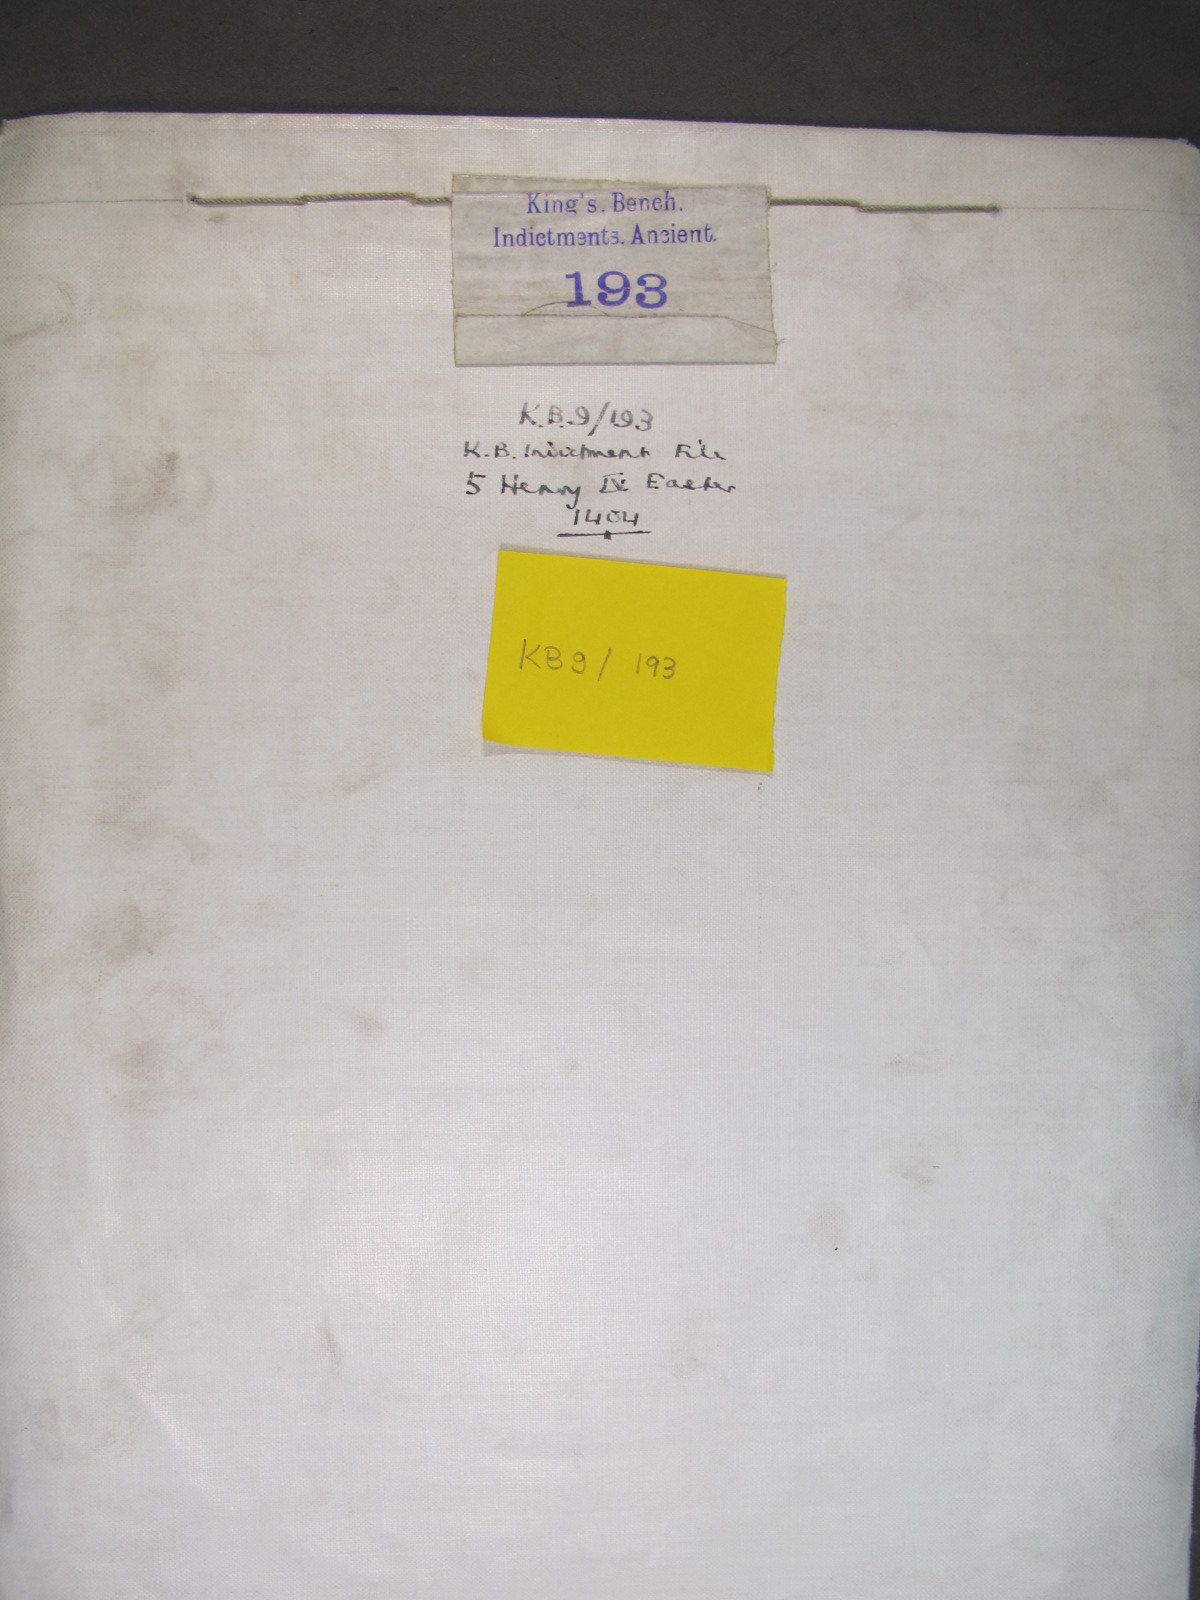 King's. Bench.
Indictments. Ancient.
193
K.B.9/193
K.B. Indictment File
5 Henry IV Easter
1404
KB9/ 193